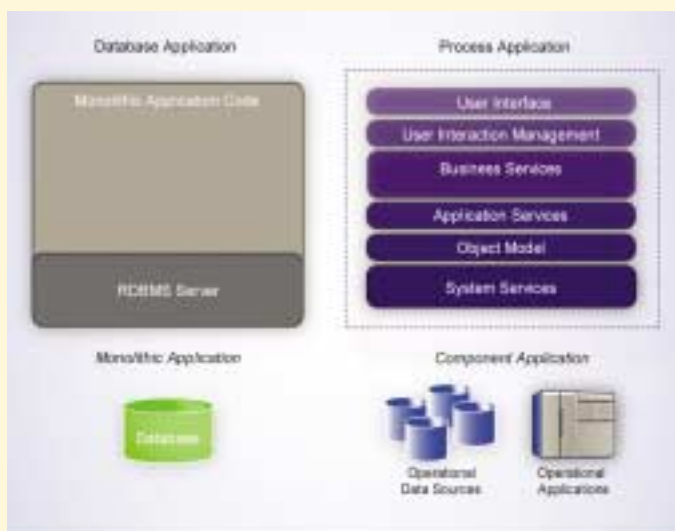 Database Application
Monolithic Application Code
RDBMS Server
Monolithic Application
Database
Process Application
User Interface
User Interaction Management
Business Services
Application Services
Object Model
System Services
Component Application
Operational
Data Sources
Operational
Applications